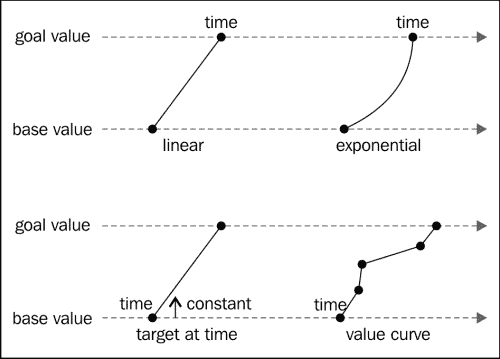 time time
goal value
base value
linear exponential
goal value
time constant time
base value
target at time value curve